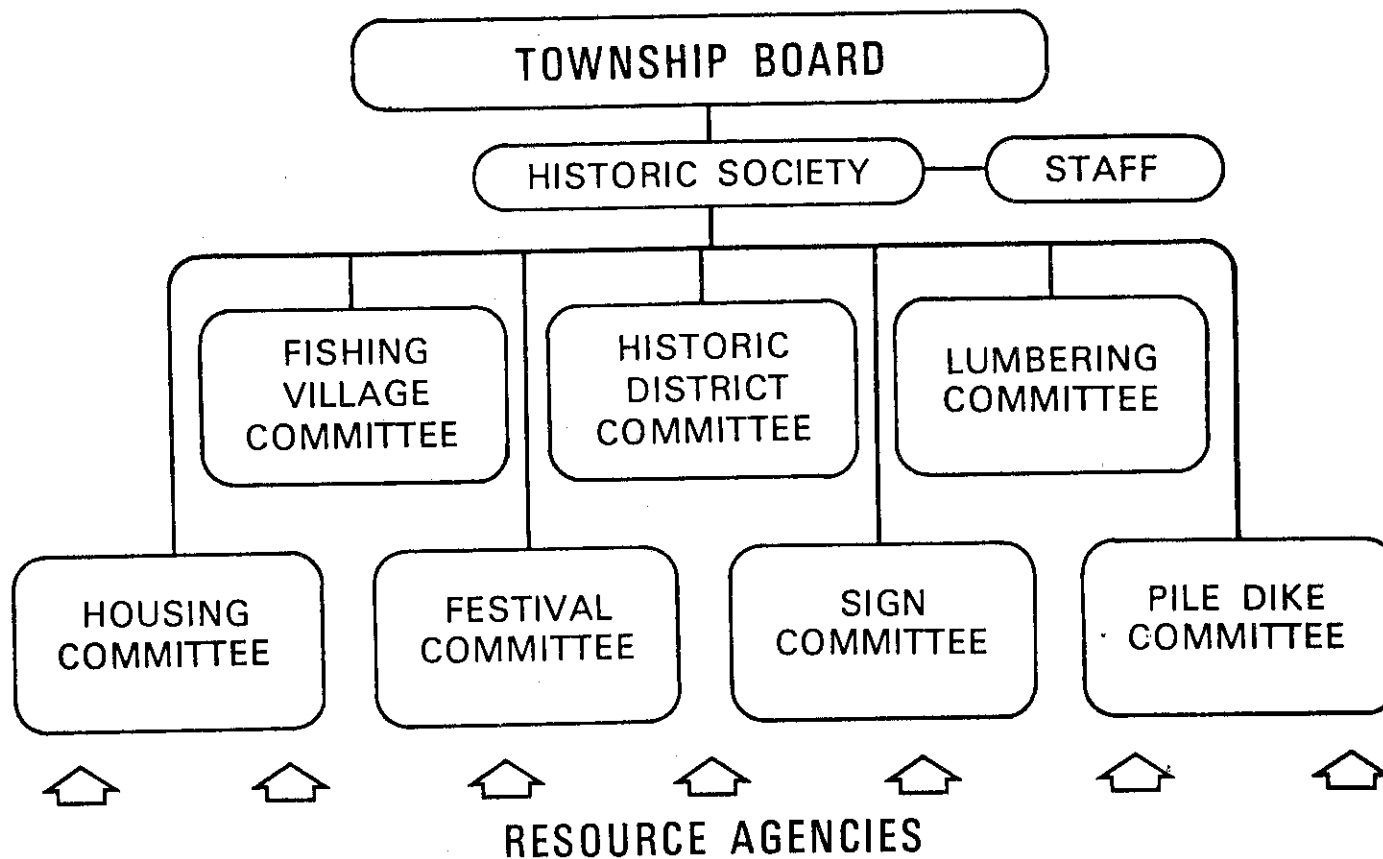 TOWNSHIP BOARD
HISTORIC SOCIETY
STAFF
FISHING
VILLAGE
COMMITTEE
HISTORIC
DISTRICT
COMMITTEE
LUMBERING
COMMITTEE
HOUSING
COMMITTEE
FESTIVAL
COMMITTEE
SIGN
COMMITTEE
PILE DIKE
COMMITTEE
RESOURCE AGENCIES